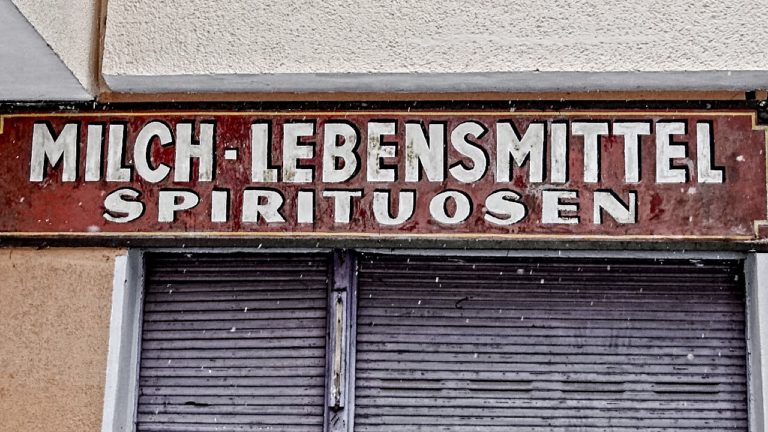 MILCH · LEBENSMITTEL
SPIRITUOSEN